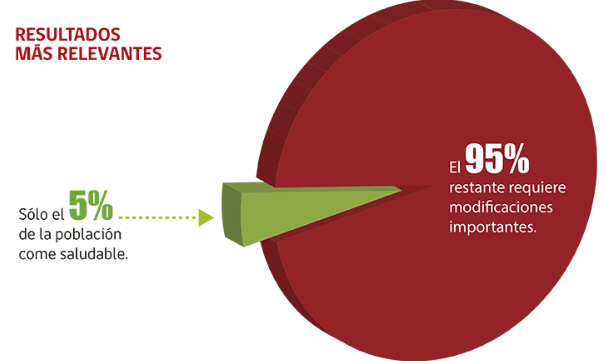 RESULTADOS
MÁS RELEVANTES
El 95%
restante requiere
modificaciones
importantes.
Sólo el 5%
de la población
come saludable.